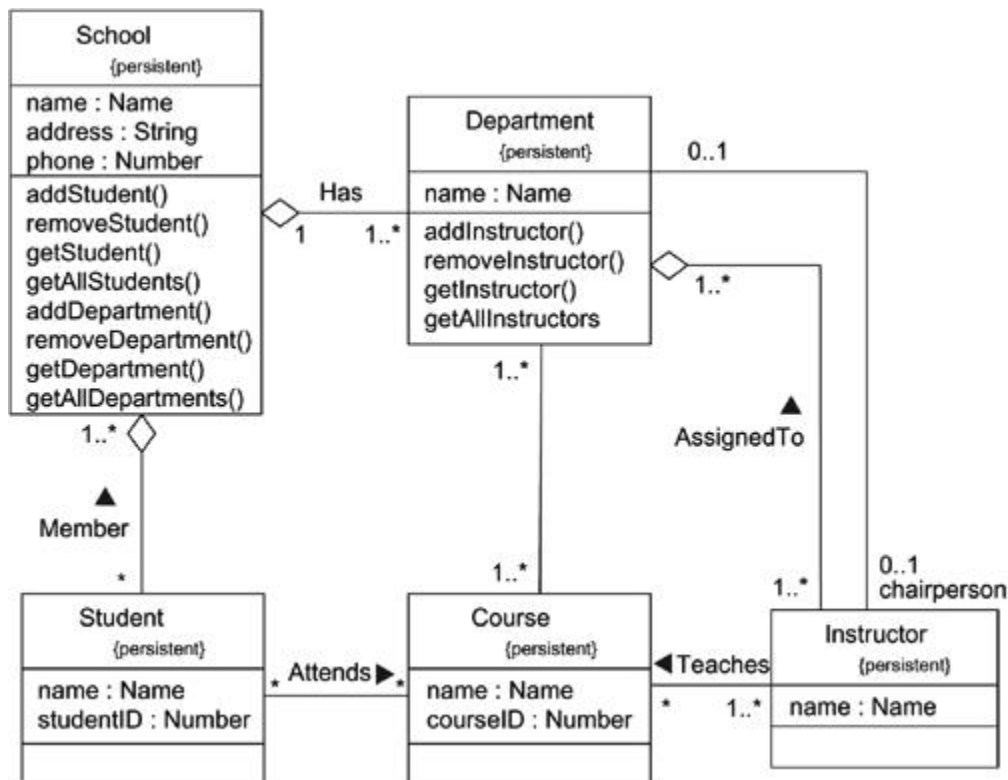 School
{persistent}
name : Name
address : String
phone : Number
addStudent()
removeStudent()
getStudent()
getAllStudents()
addDepartment()
removeDepartment()
getDepartment()
getAllDepartments()
Has
1
1..*
Department
{persistent}
name : Name
addInstructor()
removeInstructor()
getInstructor()
getAllInstructors
0..1
1..*
1..*
1..*
AssignedTo
Member
*
1..*
1..*
0..1
chairperson
Student
{persistent}
name : Name
studentID : Number
Attends
*
*
Course
{persistent}
name : Name
courseID : Number
Teaches
*
1..*
Instructor
{persistent}
name : Name